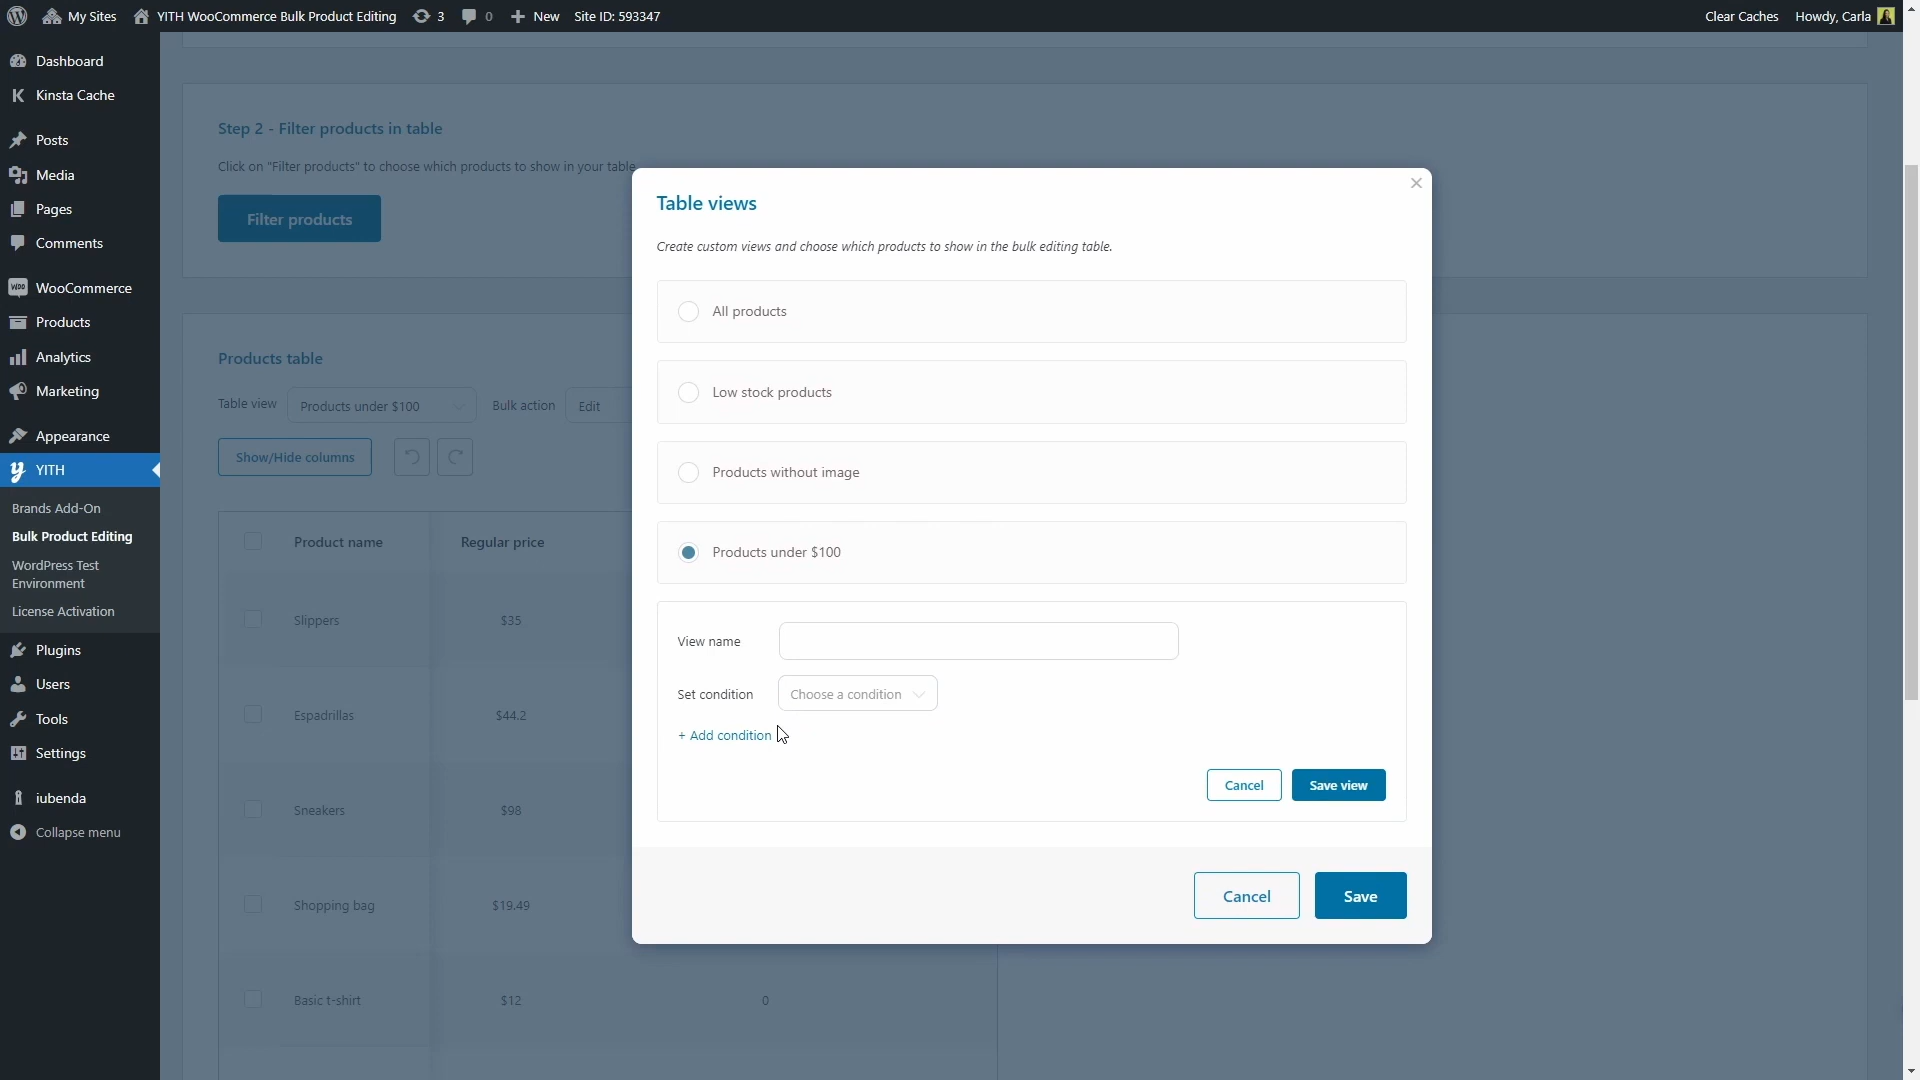 My Sites
YITH WooCommerce Bulk Product Editing
3
0
New
Site ID: 593347
Clear Caches
Howdy, Carla
Dashboard
Kinsta Cache
Posts
Media
Pages
Comments
WooCommerce
Products
Analytics
Marketing
Appearance
YITH
Brands Add-On
Bulk Product Editing
WordPress Test
Environment
License Activation
Plugins
Users
Tools
Settings
iubenda
Collapse menu
Step 2 - Filter products in table
Click on "Filter products" to choose which products to show in your table
Filter products
Products table
Table view
Products under $100
Bulk action
Edit
Show/Hide columns
Product name
Regular price
Slippers
$35
Espadrillas
$44.2
Sneakers
$98
Shopping bag
$19.49
Basic t-shirt
$12
0
Table views
Create custom views and choose which products to show in the bulk editing table.
All products
Low stock products
Products without image
Products under $100
View name
Set condition
Choose a condition
+ Add condition
Cancel
Save view
Cancel
Save